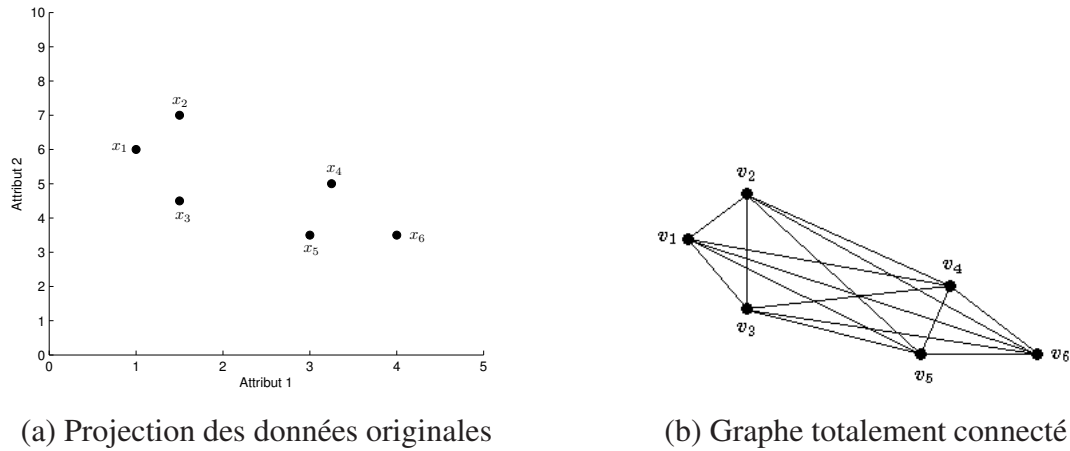 10
9
8
7
6
5
4
3
2
1
0
Attribut 2
0 1 2 3 4 5
Attribut 1
x1
x2
x3
x4
x5
x6
v1
v2
v3
v4
v5
v6
(a) Projection des données originales
(b) Graphe totalement connecté